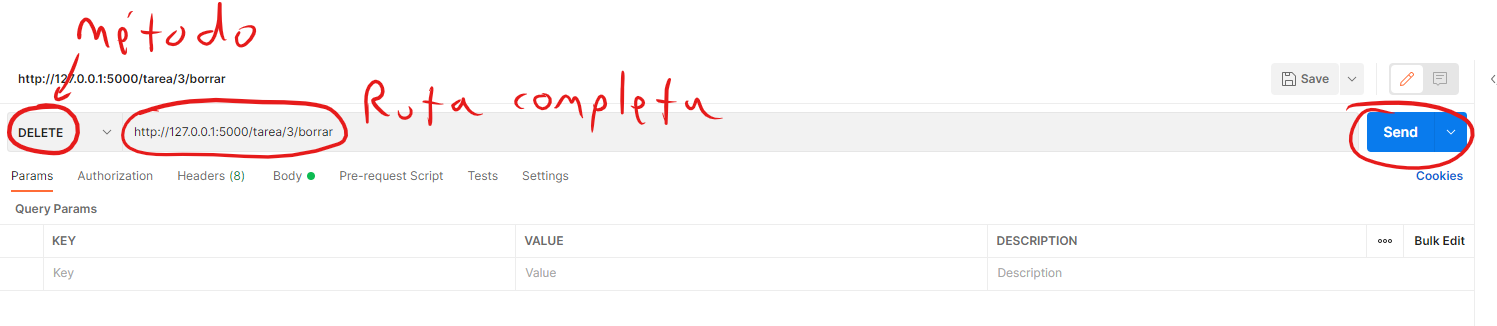 Método
http://127.0.0.1:5000/tarea/3/borrar
Save
Ruta completa
DELETE
http://127.0.0.1:5000/tarea/3/borrar
Send
Params Authorization Headers (8) Body Pre-request Script Tests Settings Cookies
Query Params
KEY VALUE DESCRIPTION Bulk Edit
Key Value Description